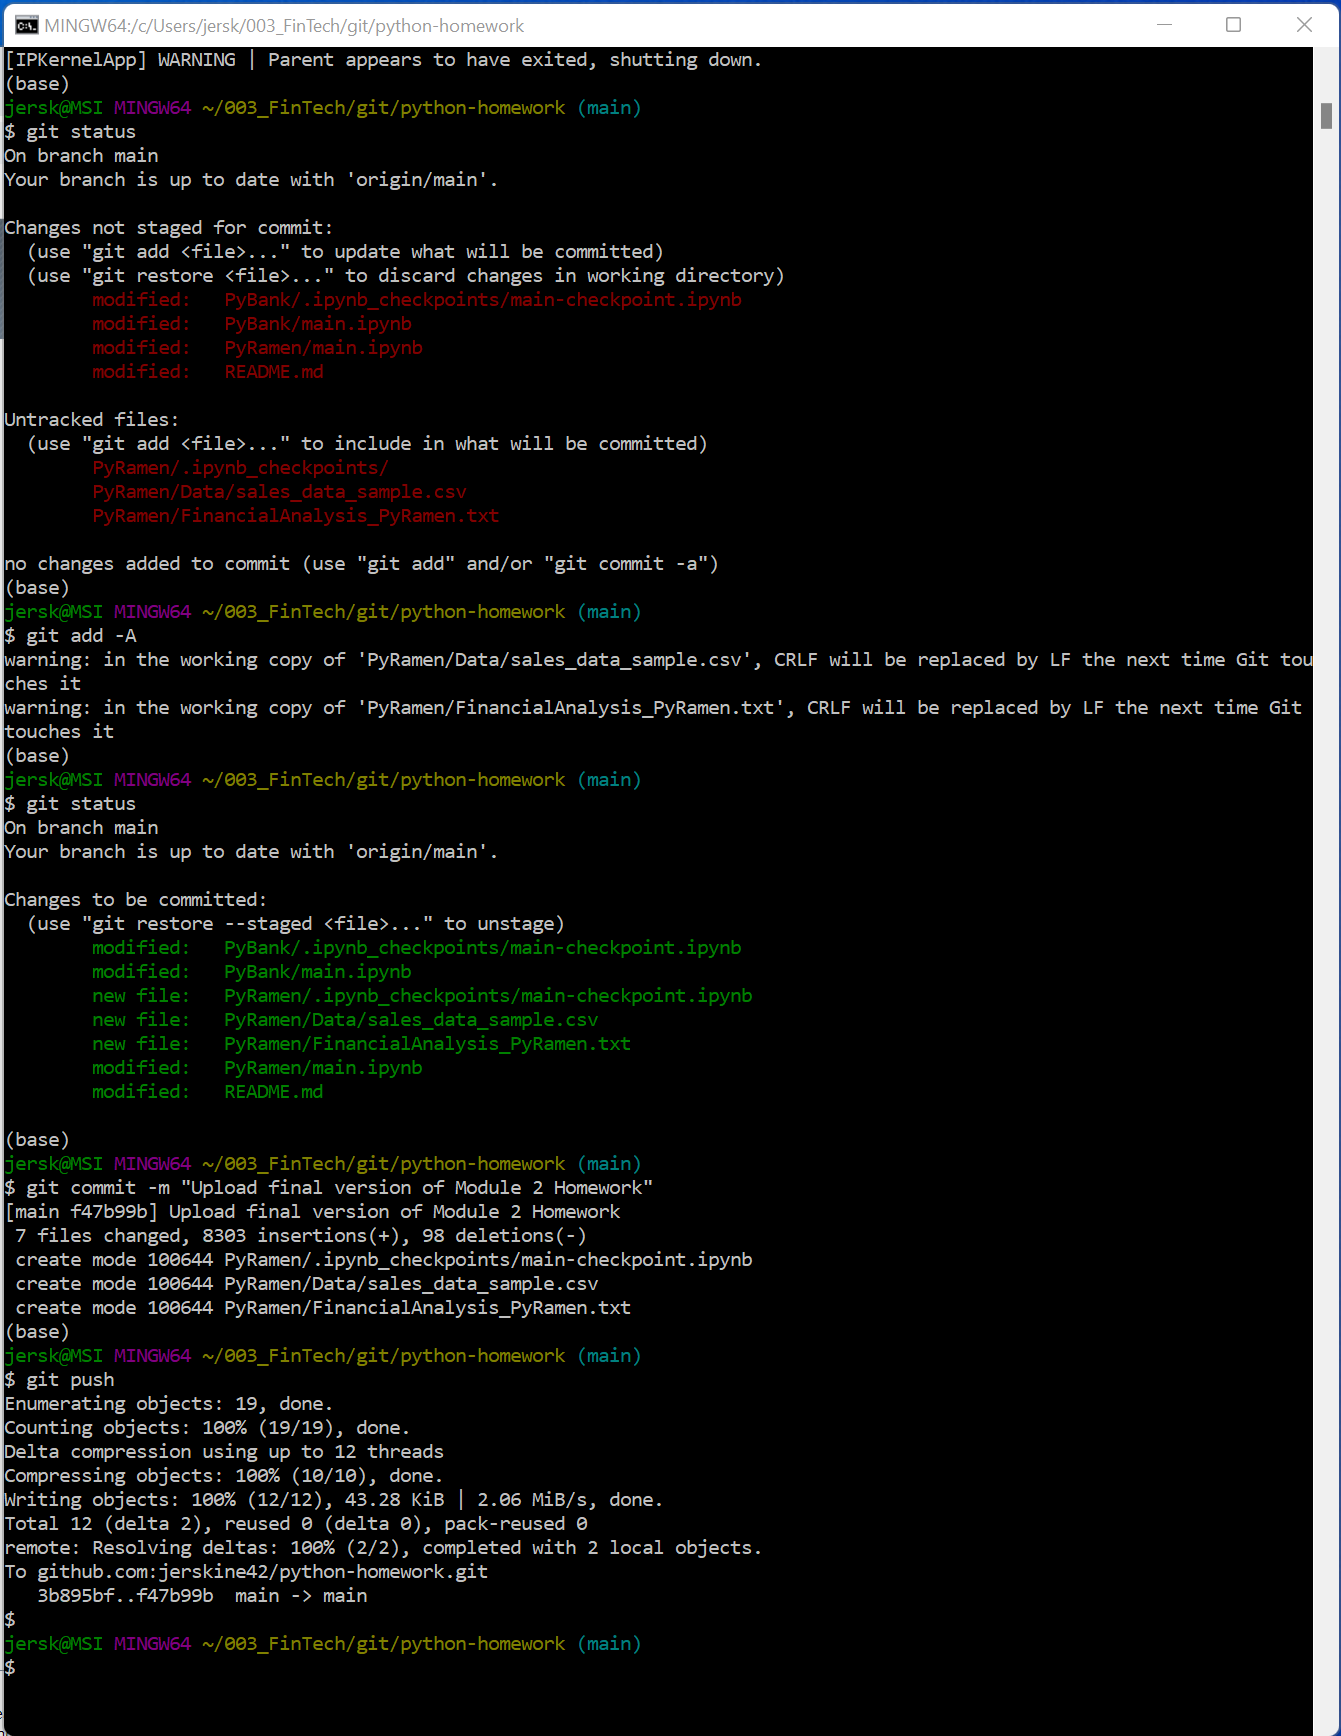 MINGW64:/c/Users/jersk/003_FinTech/git/python-homework
[IPKernelApp] WARNING | Parent appears to have exited, shutting down.
(base)
jersk@MSI MINGW64 ~/003_FinTech/git/python-homework (main)
$ git status
On branch main
Your branch is up to date with 'origin/main'.

Changes not staged for commit:
  (use "git add <file>..." to update what will be committed)
  (use "git restore <file>..." to discard changes in working directory)
        modified:   PyBank/.ipynb_checkpoints/main-checkpoint.ipynb
        modified:   PyBank/main.ipynb
        modified:   PyRamen/main.ipynb
        modified:   README.md

Untracked files:
  (use "git add <file>..." to include in what will be committed)
        PyRamen/.ipynb_checkpoints/
        PyRamen/Data/sales_data_sample.csv
        PyRamen/FinancialAnalysis_PyRamen.txt

no changes added to commit (use "git add" and/or "git commit -a")
(base)
jersk@MSI MINGW64 ~/003_FinTech/git/python-homework (main)
$ git add -A
warning: in the working copy of 'PyRamen/Data/sales_data_sample.csv', CRLF will be replaced by LF the next time Git tou
ches it
warning: in the working copy of 'PyRamen/FinancialAnalysis_PyRamen.txt', CRLF will be replaced by LF the next time Git
touches it
(base)
jersk@MSI MINGW64 ~/003_FinTech/git/python-homework (main)
$ git status
On branch main
Your branch is up to date with 'origin/main'.

Changes to be committed:
  (use "git restore --staged <file>..." to unstage)
        modified:   PyBank/.ipynb_checkpoints/main-checkpoint.ipynb
        modified:   PyBank/main.ipynb
        new file:   PyRamen/.ipynb_checkpoints/main-checkpoint.ipynb
        new file:   PyRamen/Data/sales_data_sample.csv
        new file:   PyRamen/FinancialAnalysis_PyRamen.txt
        modified:   PyRamen/main.ipynb
        modified:   README.md

(base)
jersk@MSI MINGW64 ~/003_FinTech/git/python-homework (main)
$ git commit -m "Upload final version of Module 2 Homework"
[main f47b99b] Upload final version of Module 2 Homework
 7 files changed, 8303 insertions(+), 98 deletions(-)
 create mode 100644 PyRamen/.ipynb_checkpoints/main-checkpoint.ipynb
 create mode 100644 PyRamen/Data/sales_data_sample.csv
 create mode 100644 PyRamen/FinancialAnalysis_PyRamen.txt
(base)
jersk@MSI MINGW64 ~/003_FinTech/git/python-homework (main)
$ git push
Enumerating objects: 19, done.
Counting objects: 100% (19/19), done.
Delta compression using up to 12 threads
Compressing objects: 100% (10/10), done.
Writing objects: 100% (12/12), 43.28 KiB | 2.06 MiB/s, done.
Total 12 (delta 2), reused 0 (delta 0), pack-reused 0
remote: Resolving deltas: 100% (2/2), completed with 2 local objects.
To github.com:jerskine42/python-homework.git
   3b895bf..f47b99b  main -> main
$
jersk@MSI MINGW64 ~/003_FinTech/git/python-homework (main)
$